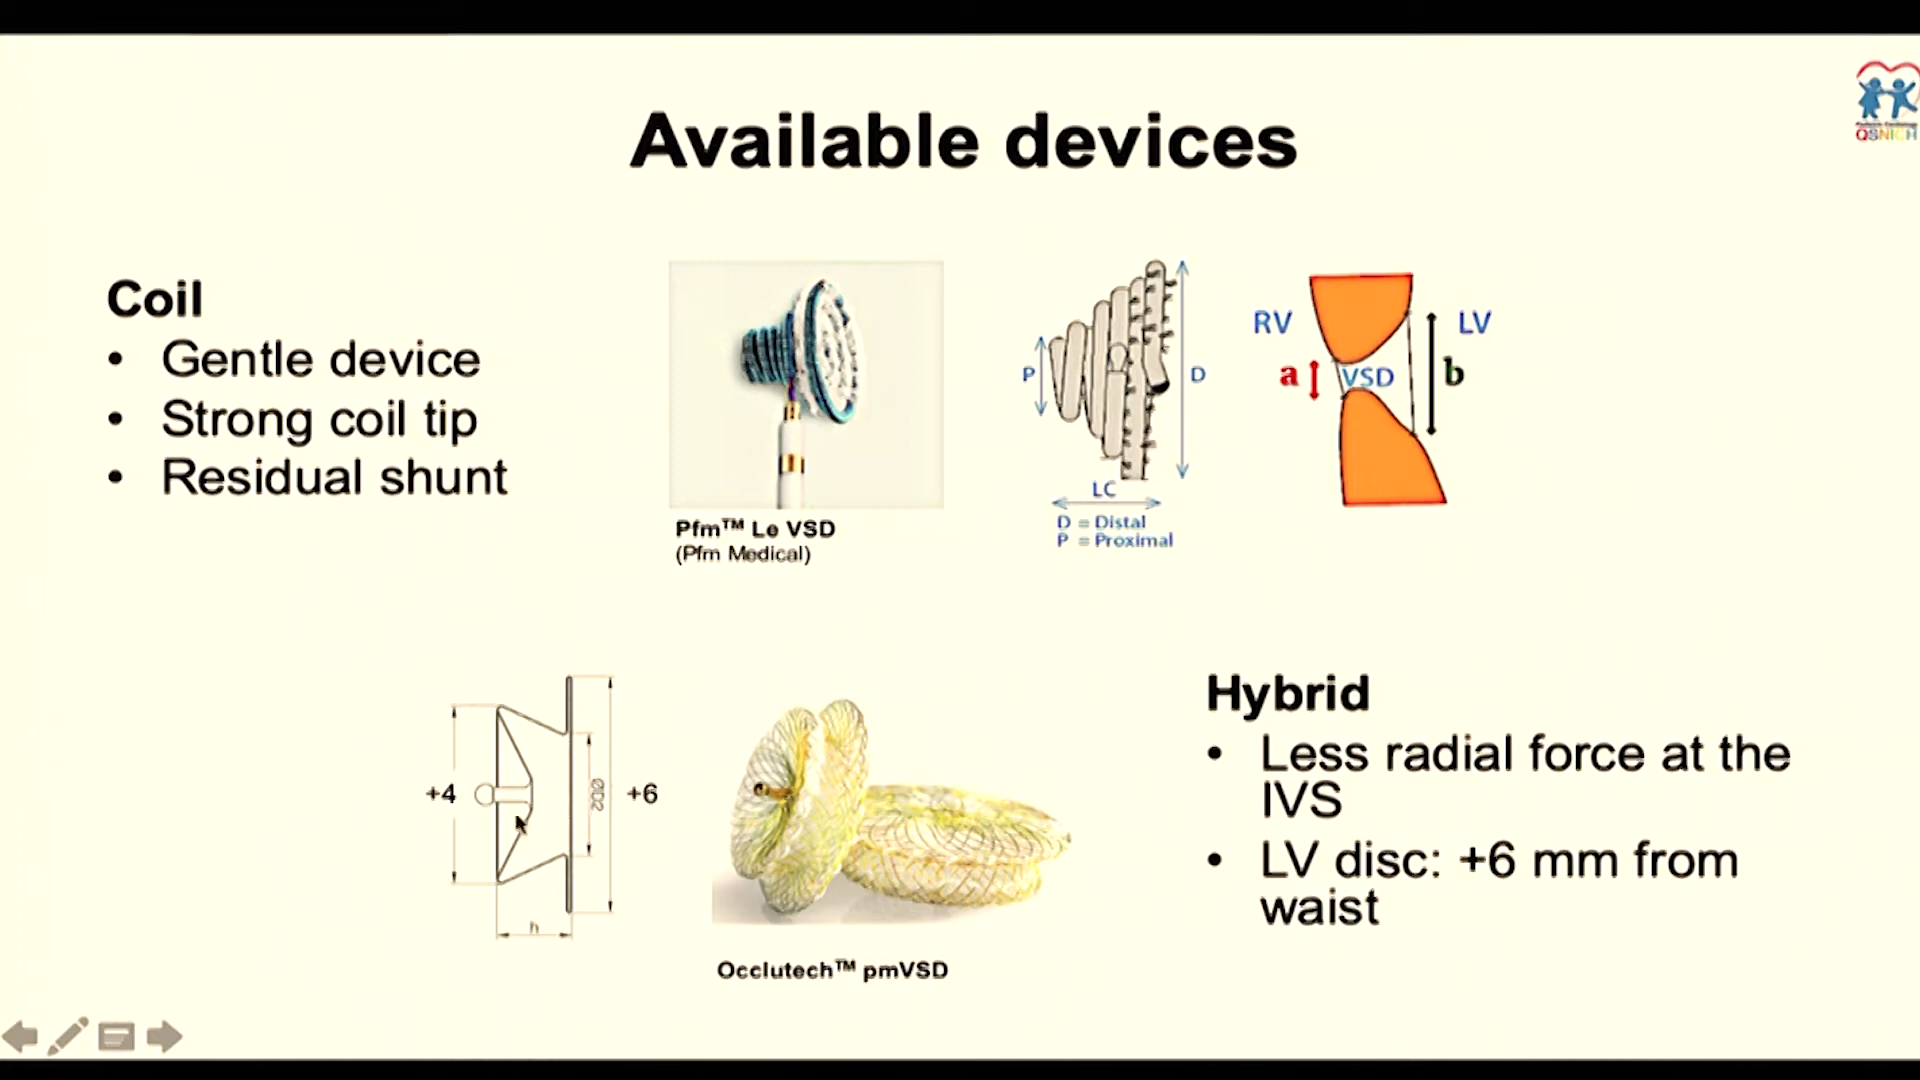 Available devices
QSNICH
Coil
• Gentle device
• Strong coil tip
• Residual shunt
Pfm™ Le VSD
(Pfm Medical)
P
D
LC
D = Distal
P = Proximal
RV
LV
a
VSD
b
+4
ØD2
+6
h
Occlutech™ pmVSD
Hybrid
• Less radial force at the
IVS
• LV disc: +6 mm from
waist